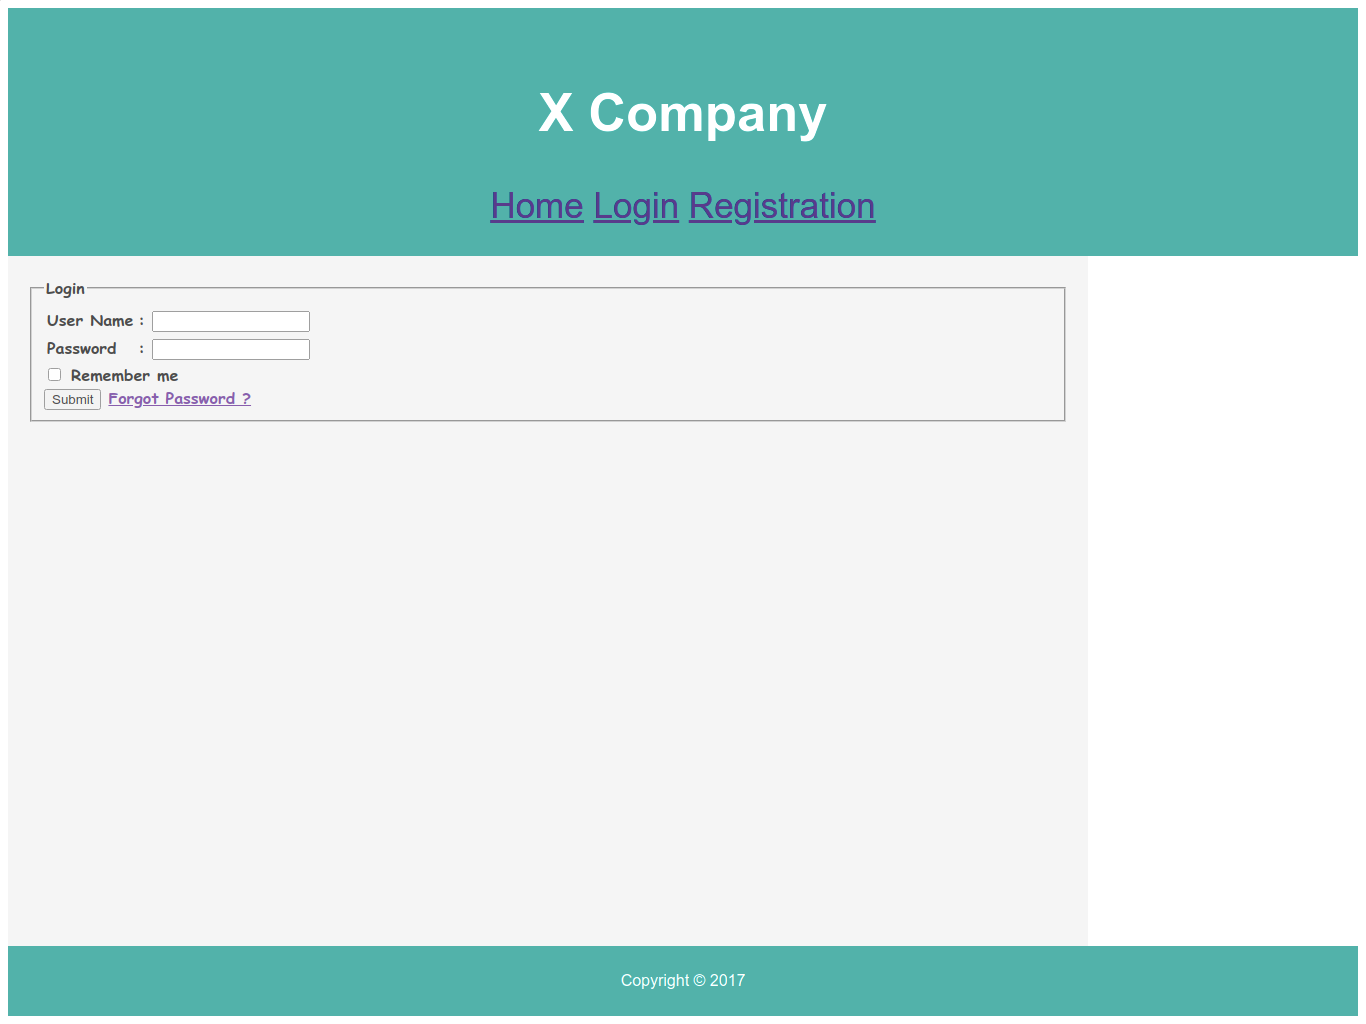 X Company
Home Login Registration
Login
User Name :
Password :
Remember me
Submit Forgot Password ?
Copyright © 2017